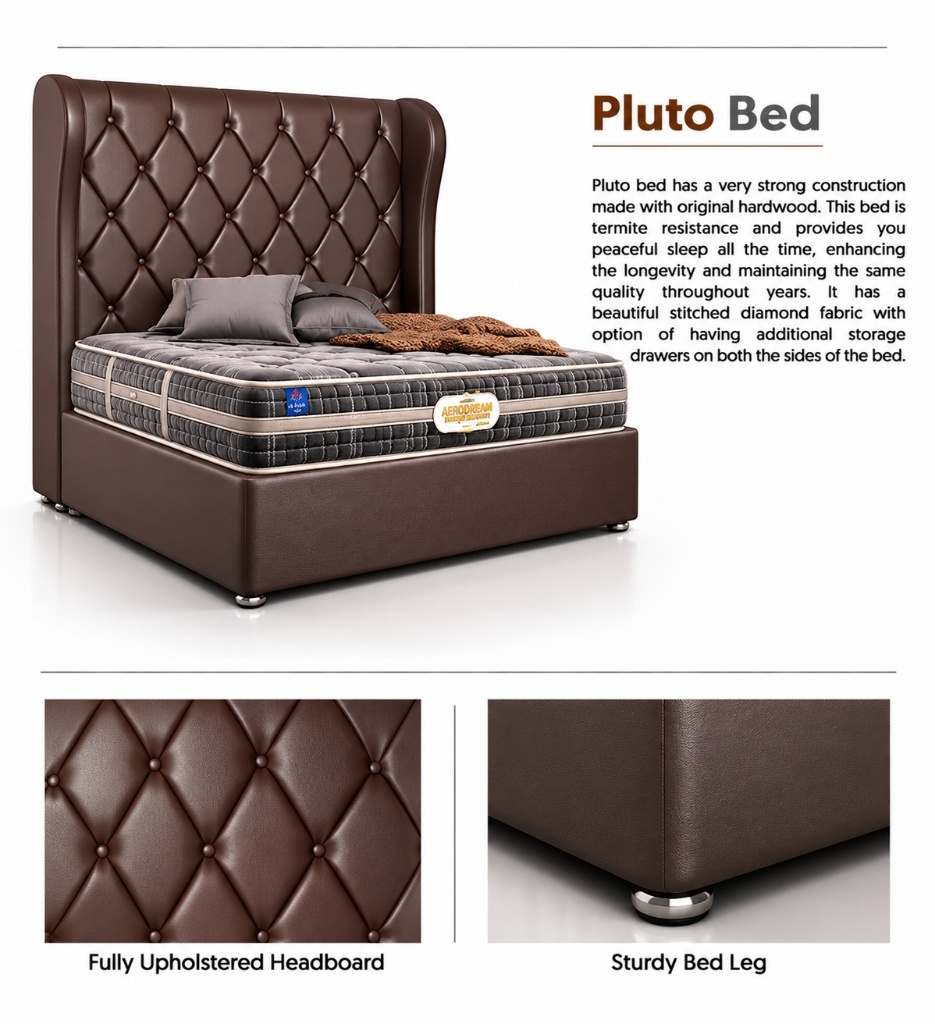 Pluto Bed
Pluto bed has a very strong construction
made with original hardwood. This bed is
termite resistance and provides you
peaceful sleep all the time, enhancing
the longevity and maintaining the same
quality throughout years. It has a
beautiful stitched diamond fabric with
option of having additional storage
drawers on both the sides of the bed.
AERODREAM
Fully Upholstered Headboard
Sturdy Bed Leg